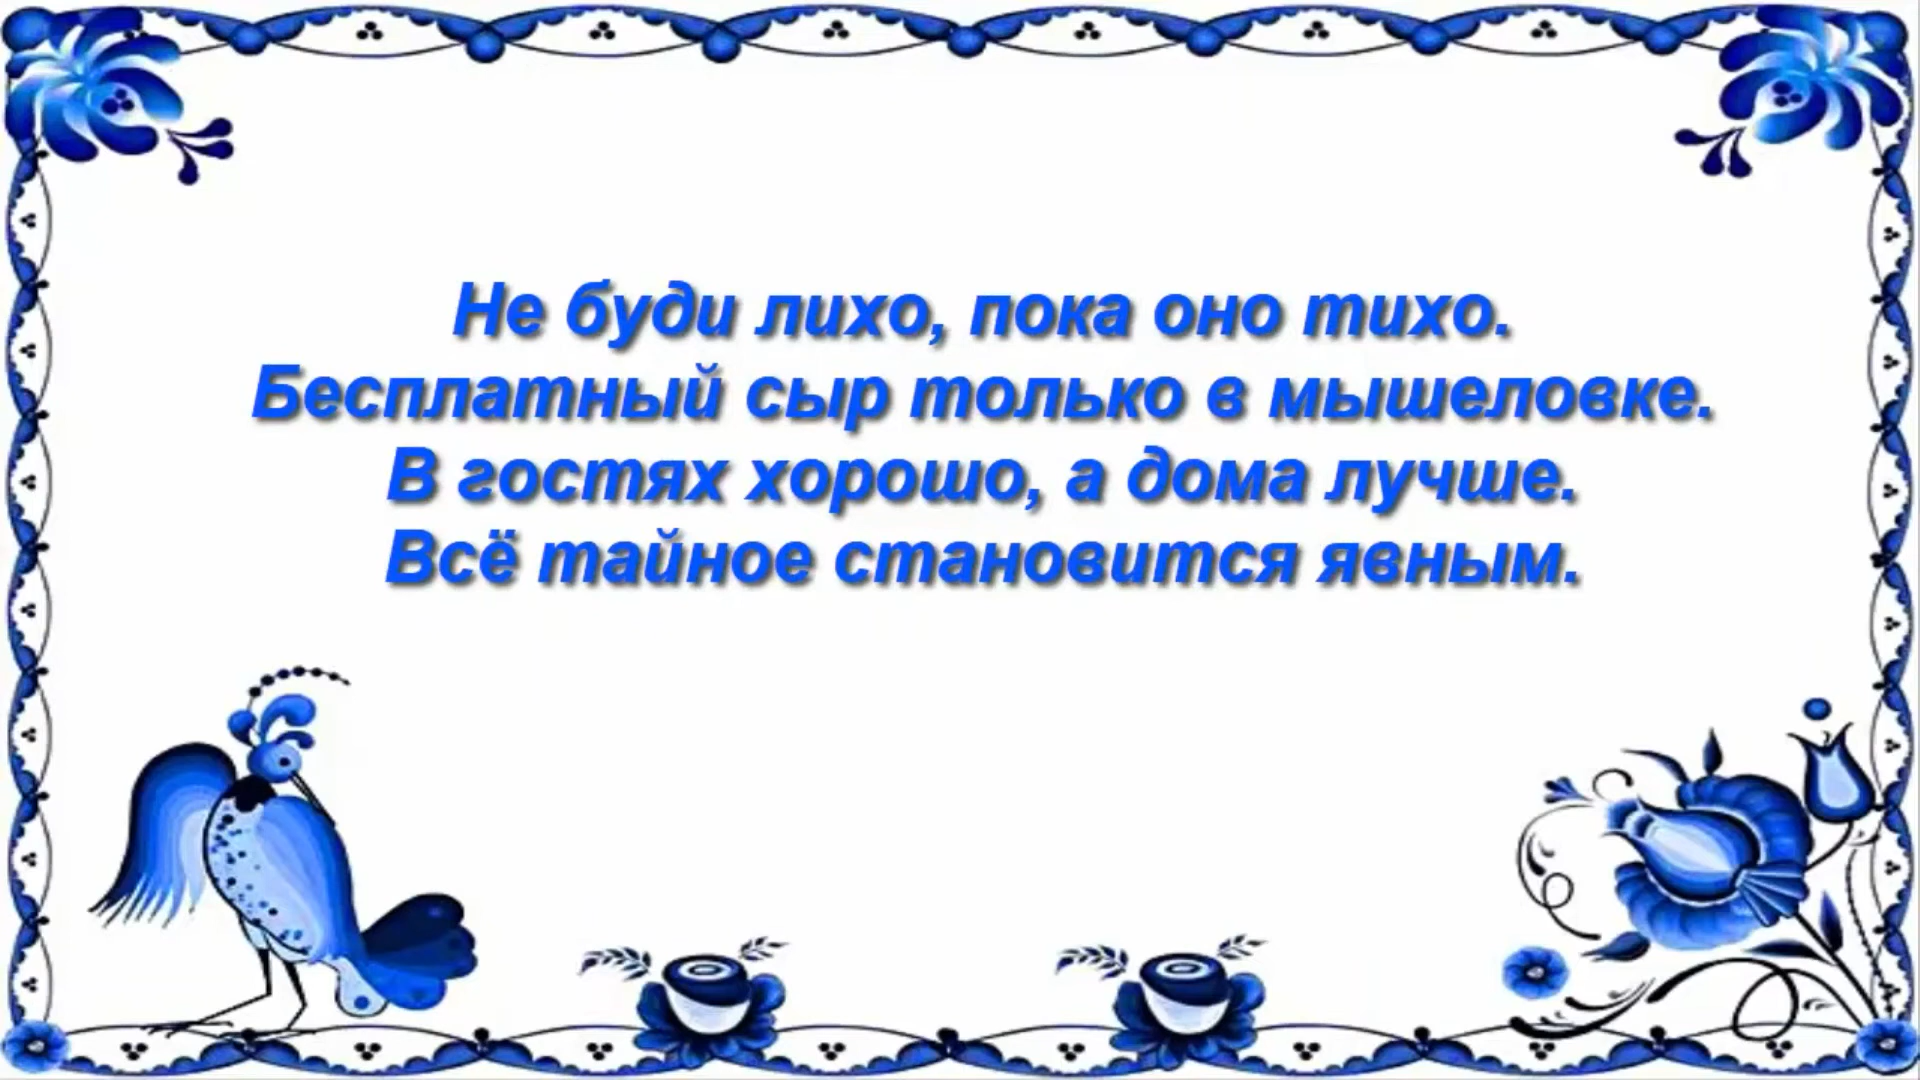 Не буди лихо, пока оно тихо.
Бесплатный сыр только в мышеловке.
В гостях хорошо, а дома лучше.
Всё тайное становится явным.